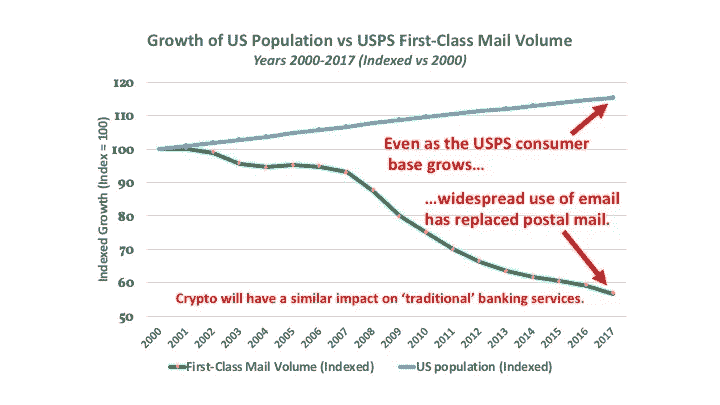 Growth of US Population vs USPS First-Class Mail Volume
Years 2000-2017 (Indexed vs 2000)
Indexed Growth (Index = 100)
120
110
100
90
80
70
60
50
Even as the USPS consumer
base grows...
...widespread use of email
has replaced postal mail.
Crypto will have a similar impact on ‘traditional’ banking services.
2000
2001
2002
2003
2004
2005
2006
2007
2008
2009
2010
2011
2012
2013
2014
2015
2016
2017
First-Class Mail Volume (Indexed)
US population (Indexed)